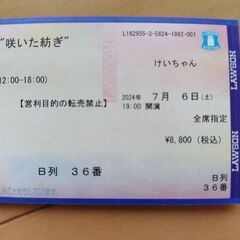 "咲いた紡ぎ"
L162955-3-5624-1892-001
LAWSON
けいちゃん
12:00-18:00)
【営利目的の転売禁止】
2024年 7月 6日(土)
19:00 開演
全席指定
¥8,800(税込)
B列 36番
B列
36番
LAWSON
LAWSON